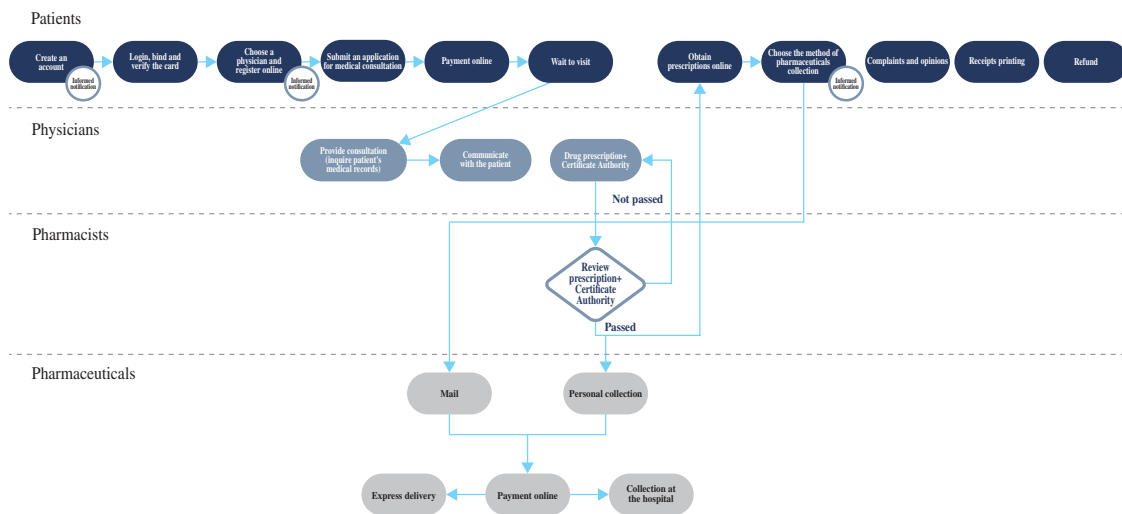 Patients
Create an
account
Informed
notification
Login, bind and
verify the card
Choose a
physician and
register online
Informed
notification
Submit an application
for medical consultation
Payment online
Wait to visit
Obtain
prescriptions online
Choose the method of
pharmaceuticals
collection
Informed
notification
Complaints and opinions
Receipts printing
Refund
Physicians
Provide consultation
(inquire patient's
medical records)
Communicate
with the patient
Drug prescription+
Certificate Authority
Not passed
Pharmacists
Review
prescription+
Certificate
Authority
Passed
Pharmaceuticals
Mail
Personal collection
Express delivery
Payment online
Collection at
the hospital